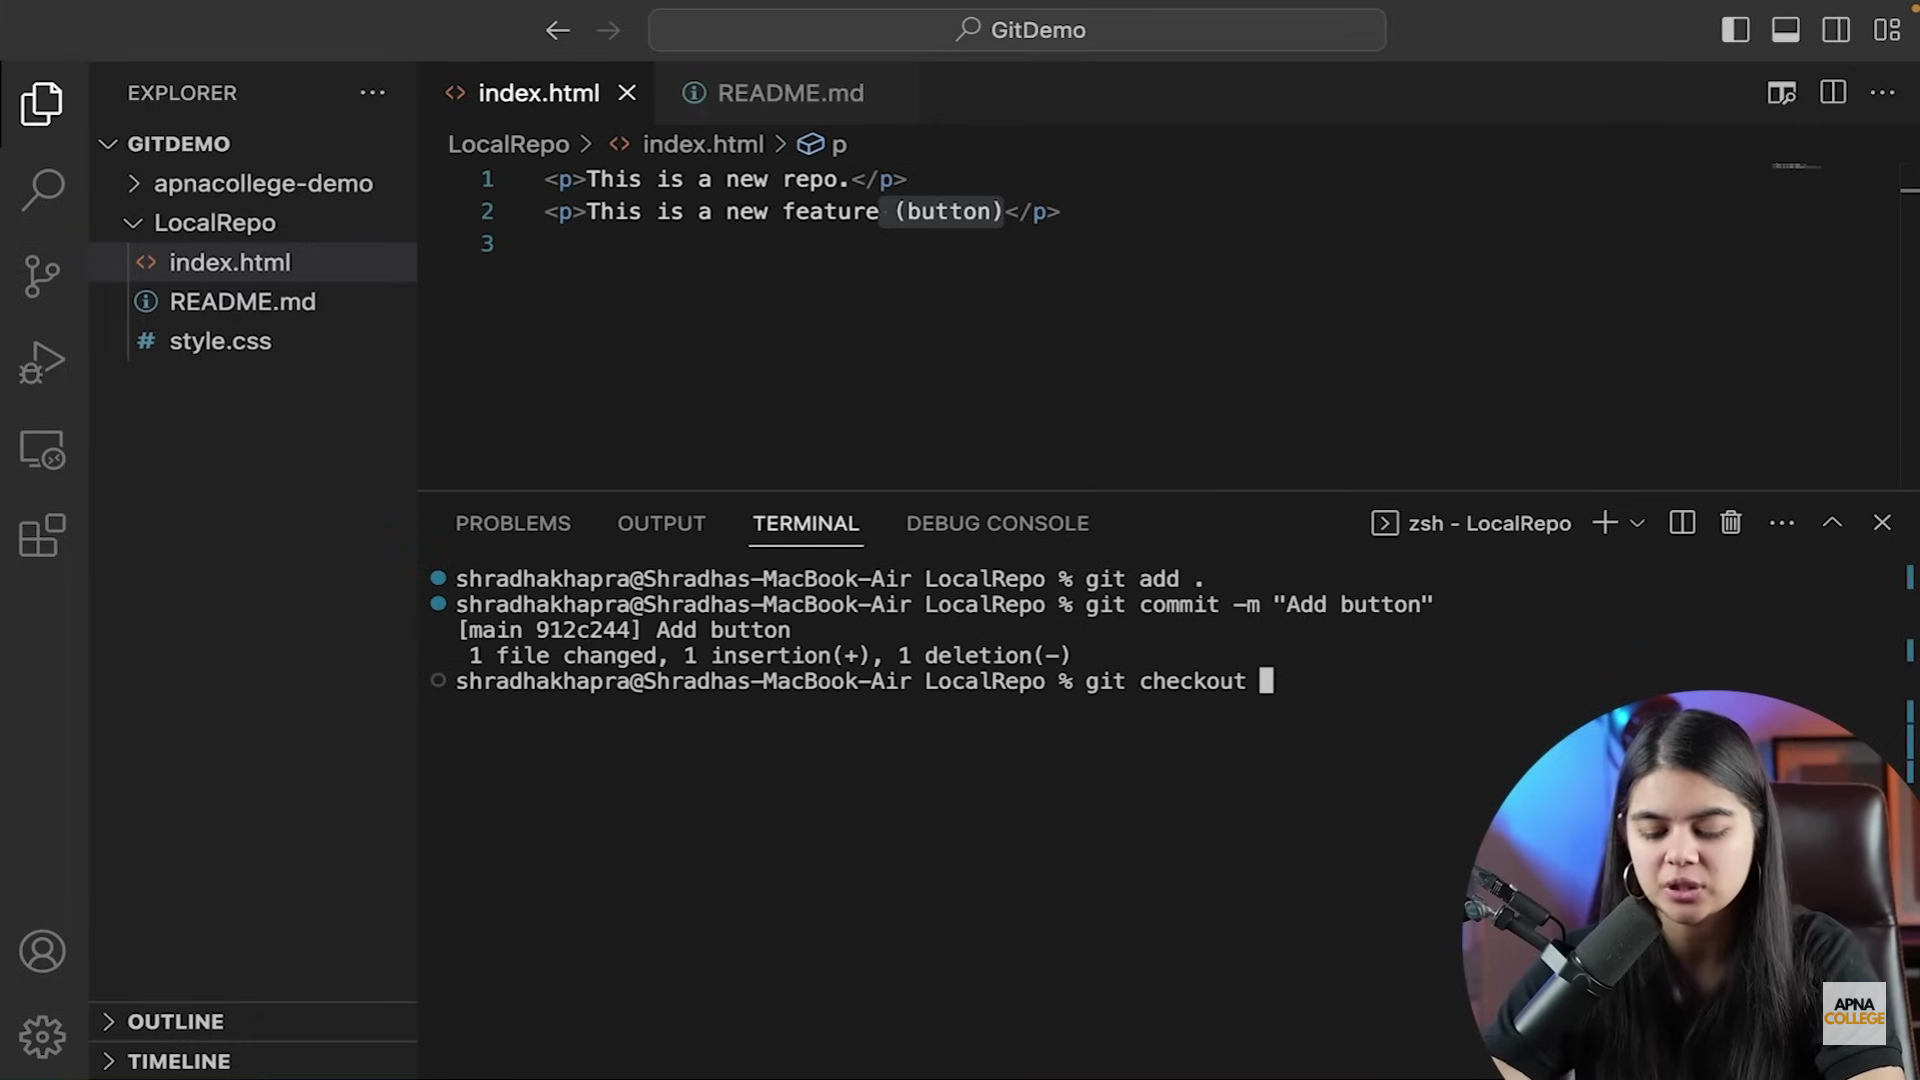 GitDemo
EXPLORER
index.html
README.md
GITDEMO
LocalRepo > index.html > p
apnacollege-demo
LocalRepo
index.html
README.md
style.css
1 <p>This is a new repo.</p>
2 <p>This is a new feature (button)</p>
3
PROBLEMS OUTPUT TERMINAL DEBUG CONSOLE
zsh - LocalRepo
shradhakhapra@Shradhas-MacBook-Air LocalRepo % git add .
shradhakhapra@Shradhas-MacBook-Air LocalRepo % git commit -m "Add button"
[main 912c244] Add button
1 file changed, 1 insertion(+), 1 deletion(-)
shradhakhapra@Shradhas-MacBook-Air LocalRepo % git checkout
OUTLINE
TIMELINE
APNA
COLLEGE